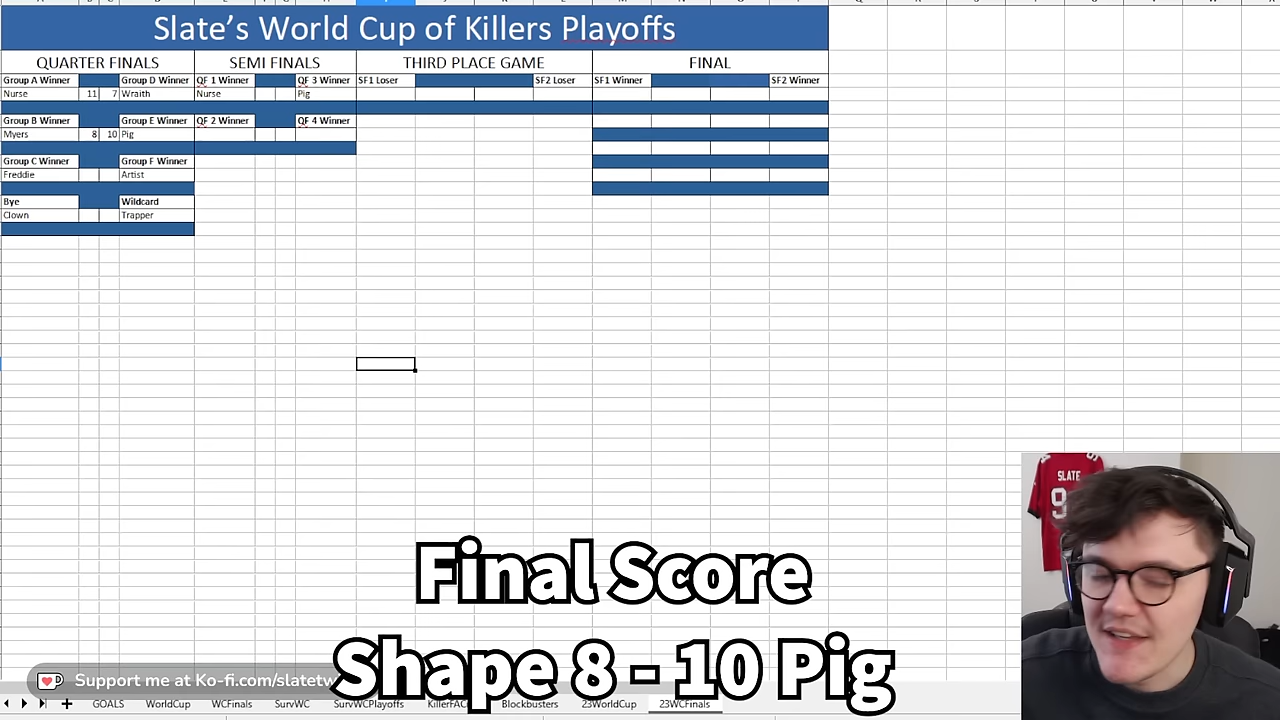 Slate's World Cup of Killers Playoffs
QUARTER FINALS SEMI FINALS THIRD PLACE GAME FINAL
Group A Winner Group D Winner QF 1 Winner QF 3 Winner SF1 Loser SF2 Loser SF1 Winner SF2 Winner
Nurse 11 7 Wraith Nurse Pig
Group B Winner Group E Winner QF 2 Winner QF 4 Winner
Myers 8 10 Pig
Group C Winner Group F Winner
Freddie Artist
Bye Wildcard
Clown Trapper
SLATE
Final Score
Shape 8 - 10 Pig
Support me at Ko-fi.com/slatetw
GOALS WorldCup WCFinals SurvWC SurvWCPlayoffs Blockbusters 23WorldCup 23WCFinals